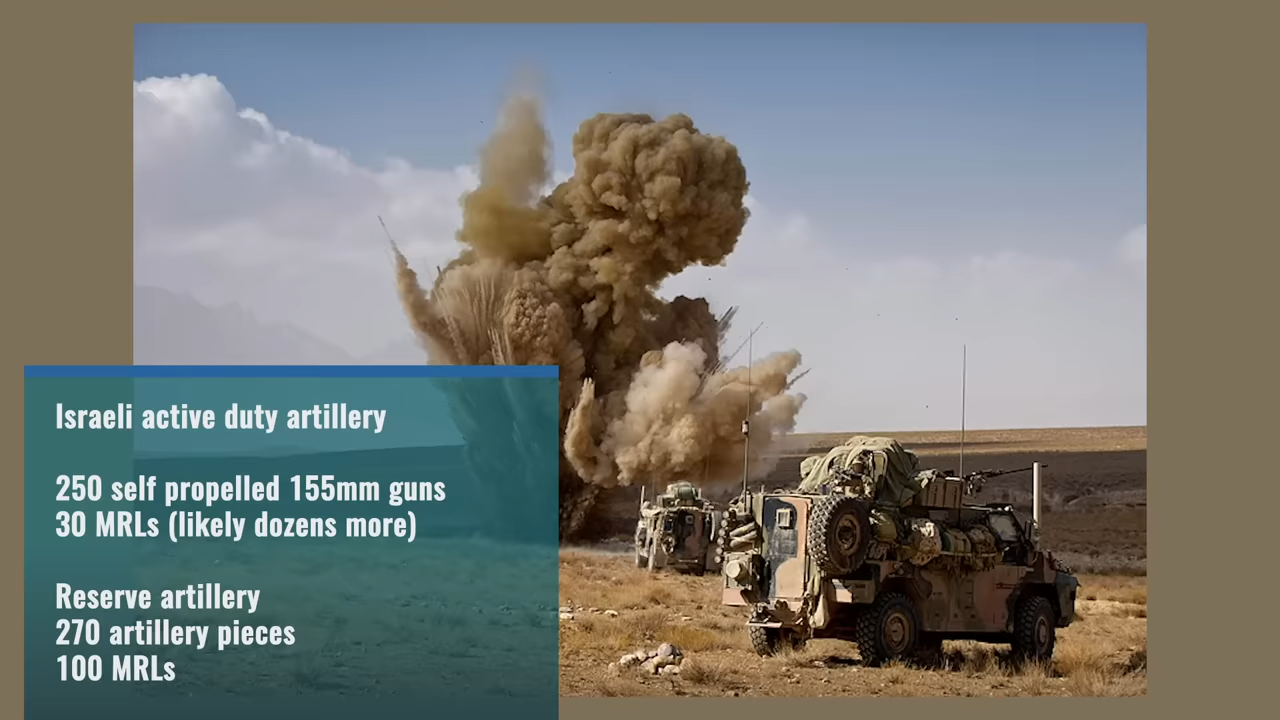 Israeli active duty artillery
250 self propelled 155mm guns
30 MRLs (likely dozens more)
Reserve artillery
270 artillery pieces
100 MRLs